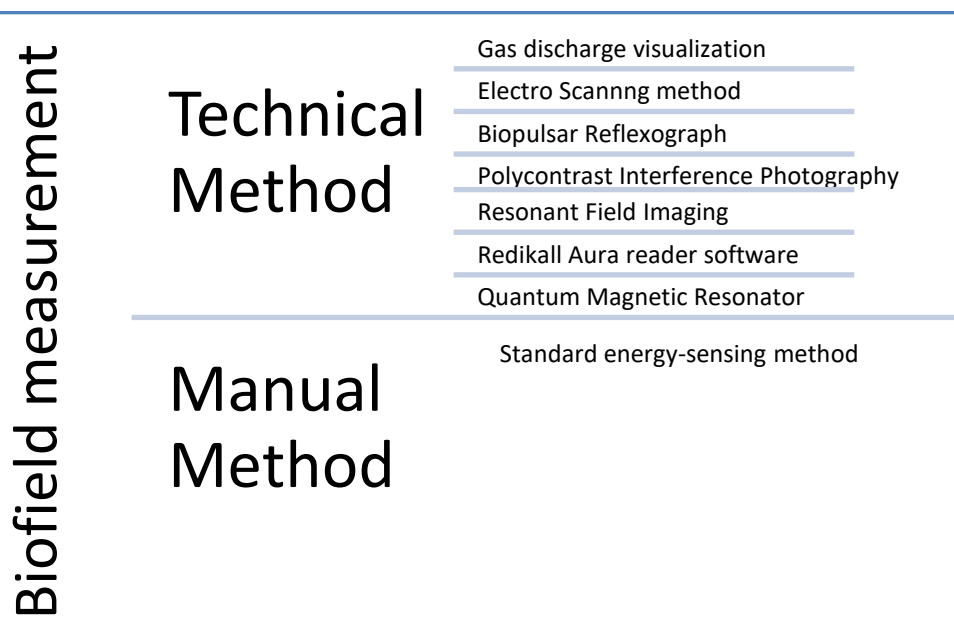 Biofield measurement
Technical
Method
Gas discharge visualization
Electro Scannng method
Biopulsar Reflexograph
Polycontrast Interference Photography
Resonant Field Imaging
Redikall Aura reader software
Quantum Magnetic Resonator
Manual
Method
Standard energy-sensing method